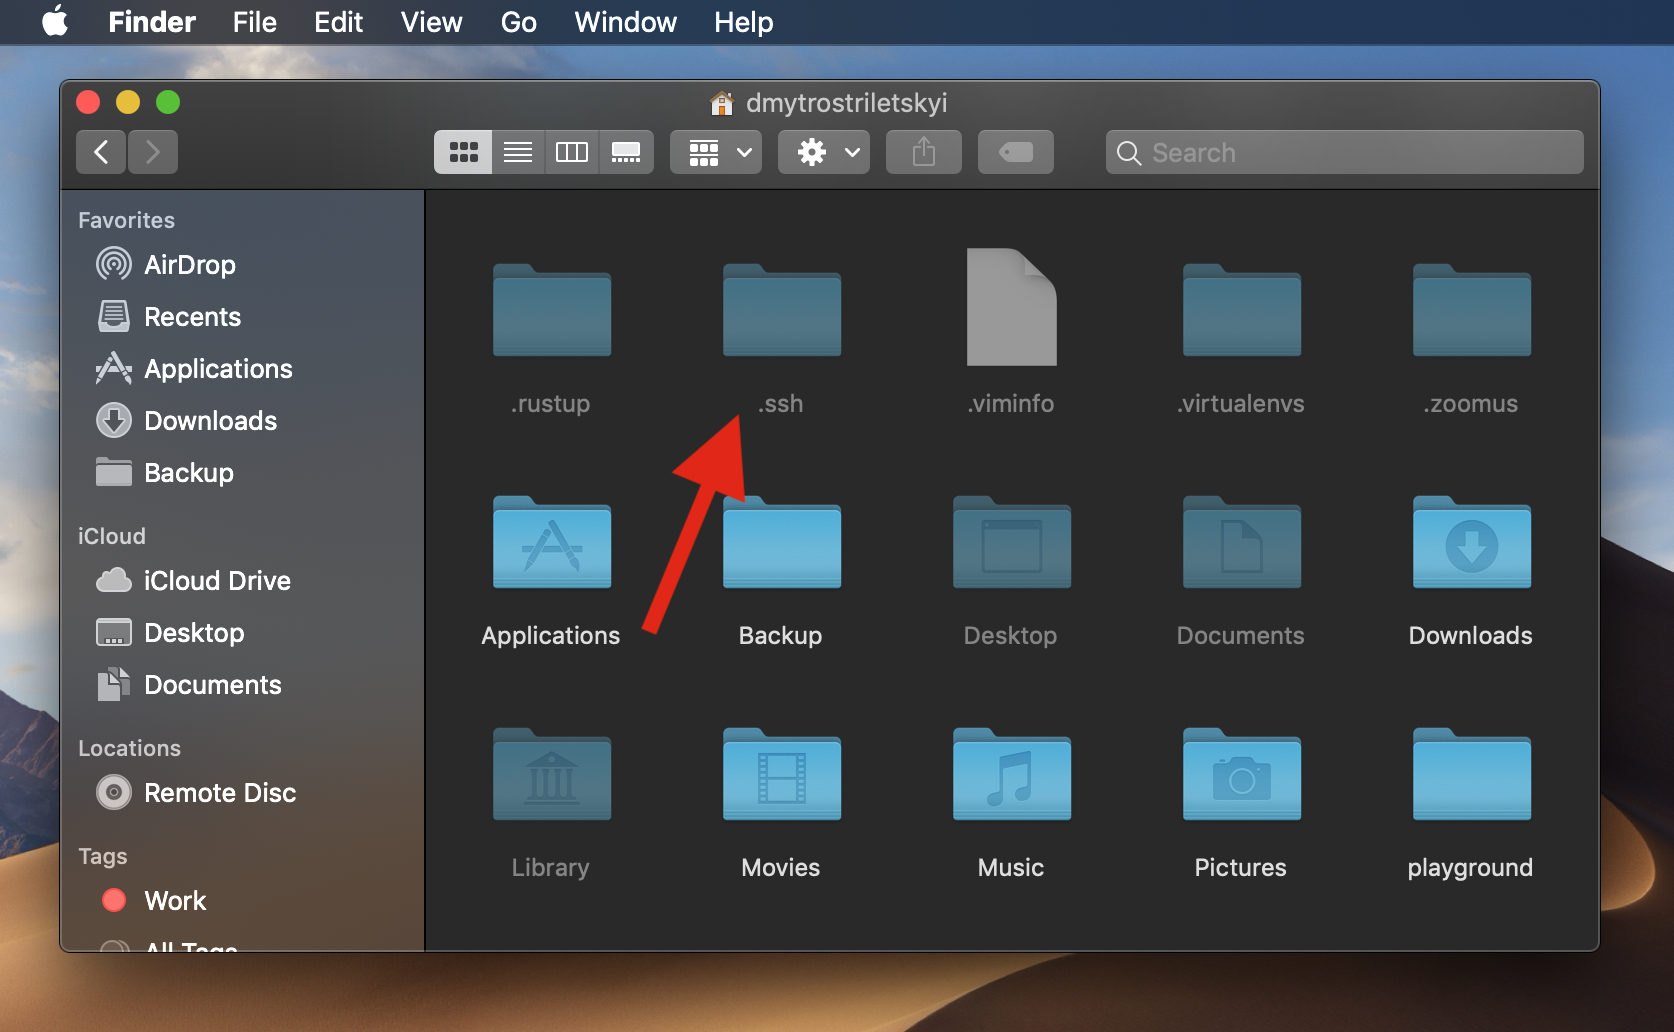 Finder File Edit View Go Window Help
dmytrostriletskyi
Search
Favorites
AirDrop
Recents
Applications
Downloads
Backup
iCloud
iCloud Drive
Desktop
Documents
Locations
Remote Disc
Tags
Work
All Tags
.rustup .ssh .viminfo .virtualenvs .zoomus
Applications Backup Desktop Documents Downloads
Library Movies Music Pictures playground